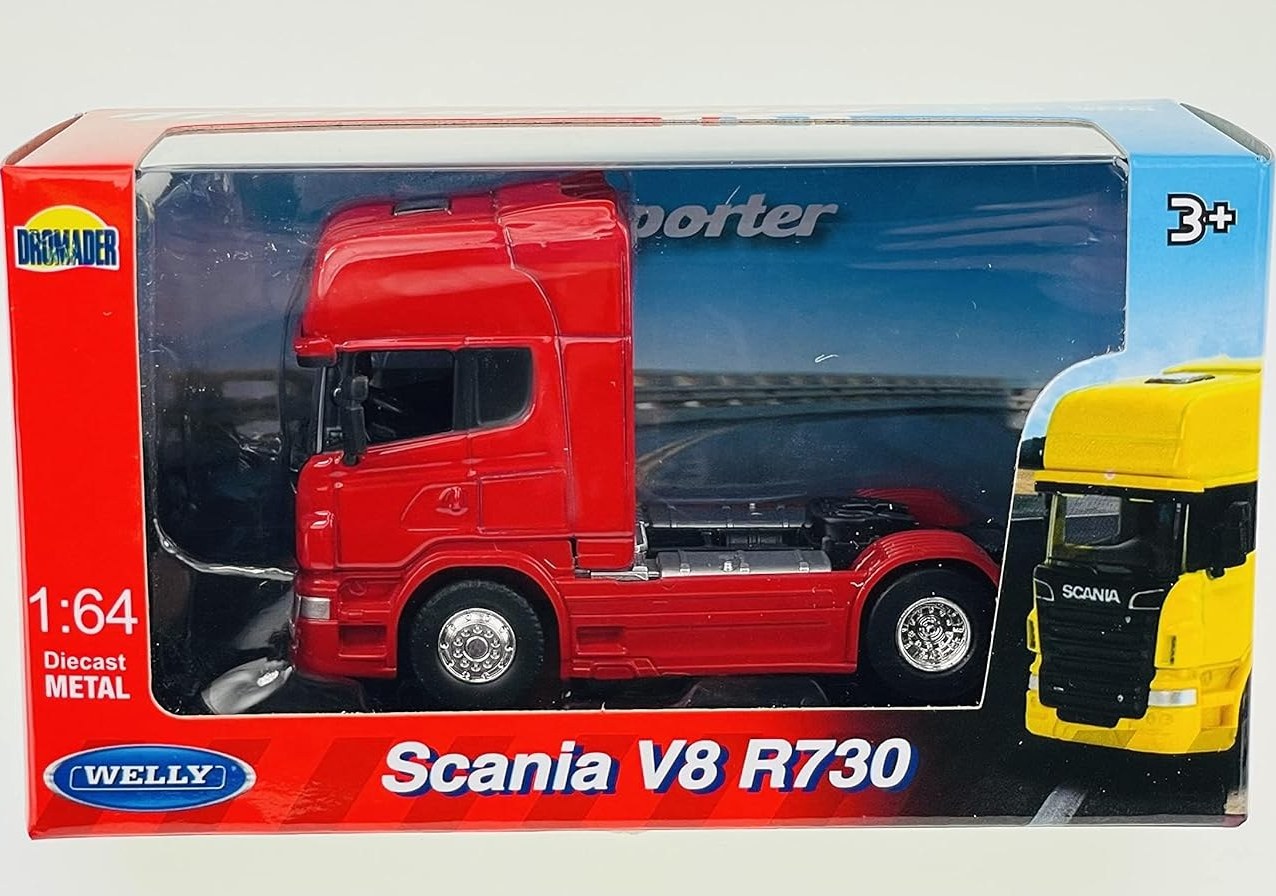 DROMADER
porter
3+
SCANIA
1:64
Diecast
METAL
WELLY
Scania V8 R730